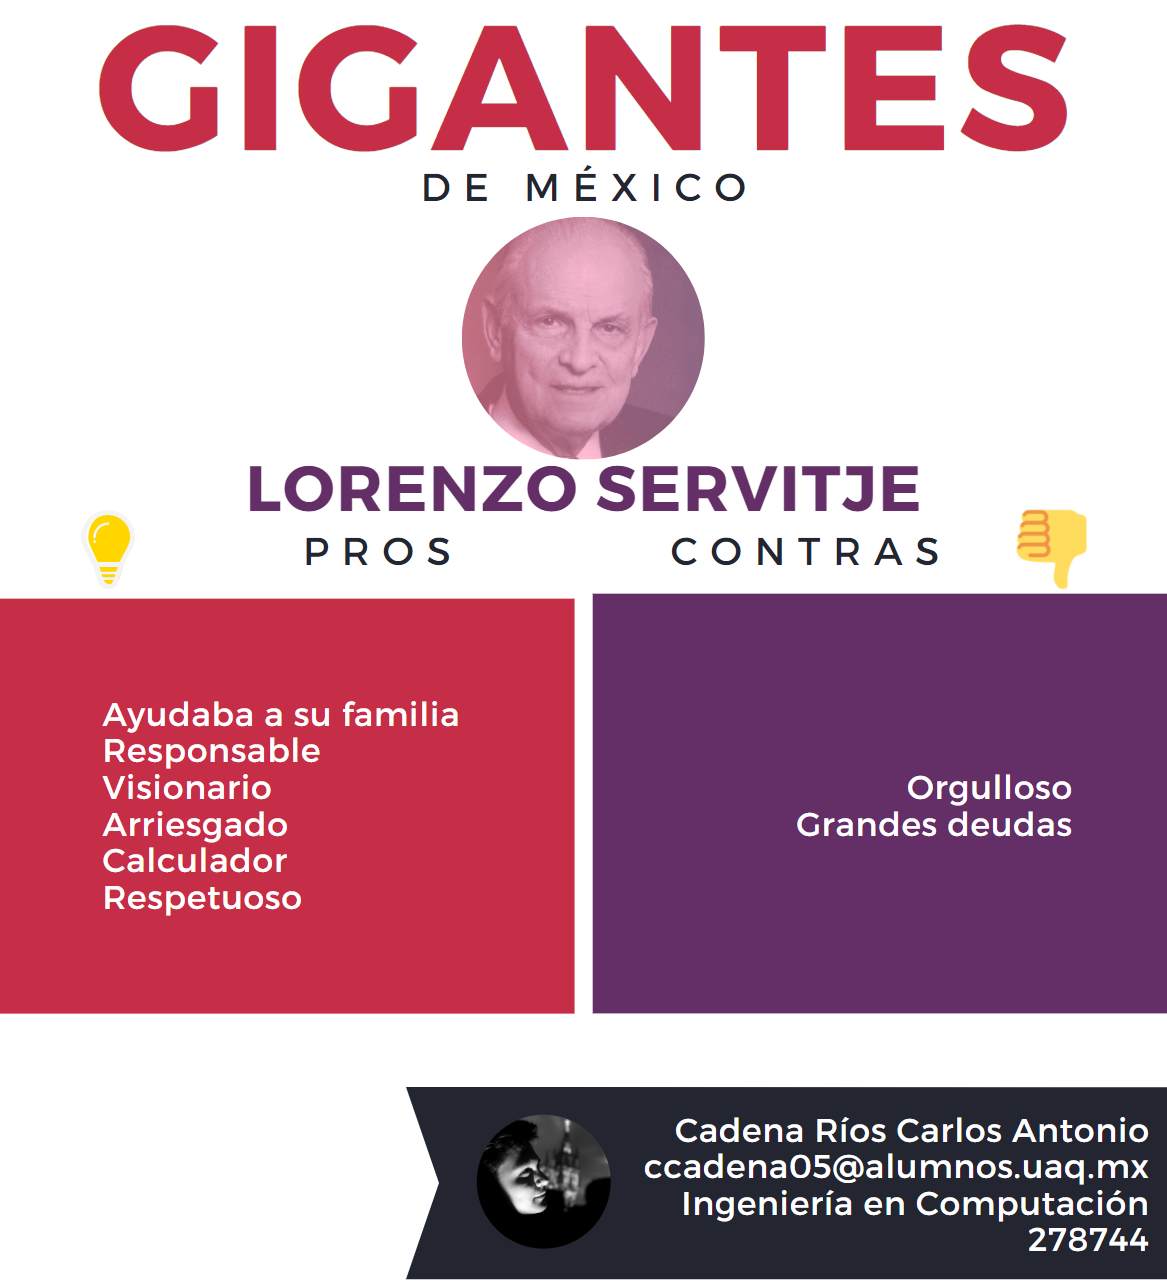 GIGANTES
DE MÉXICO
LORENZO SERVITJE
PROS
CONTRAS
Ayudaba a su familia
Responsable
Visionario
Arriesgado
Calculador
Respetuoso
Orgulloso
Grandes deudas
Cadena Ríos Carlos Antonio
ccadena05@alumnos.uaq.mx
Ingeniería en Computación
278744